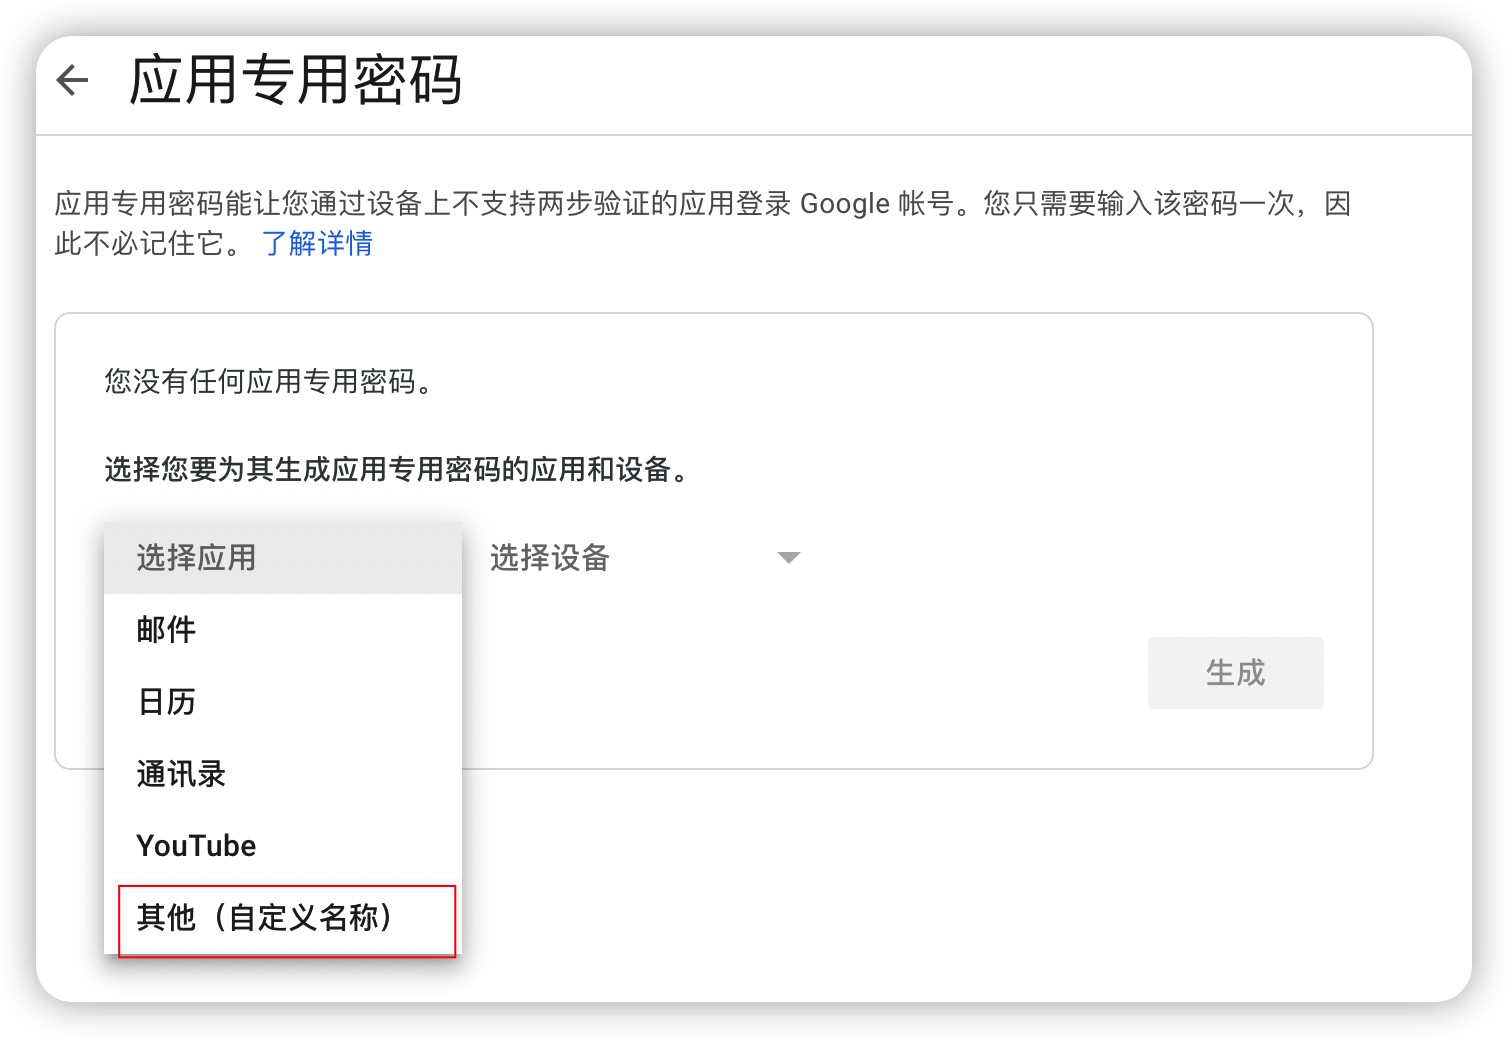 应用专用密码
应用专用密码能让您通过设备上不支持两步验证的应用登录 Google 帐号。您只需要输入该密码一次，因
此不必记住它。 了解详情
您没有任何应用专用密码。
选择您要为其生成应用专用密码的应用和设备。
选择应用
选择设备
邮件
日历
通讯录
YouTube
其他（自定义名称）
生成